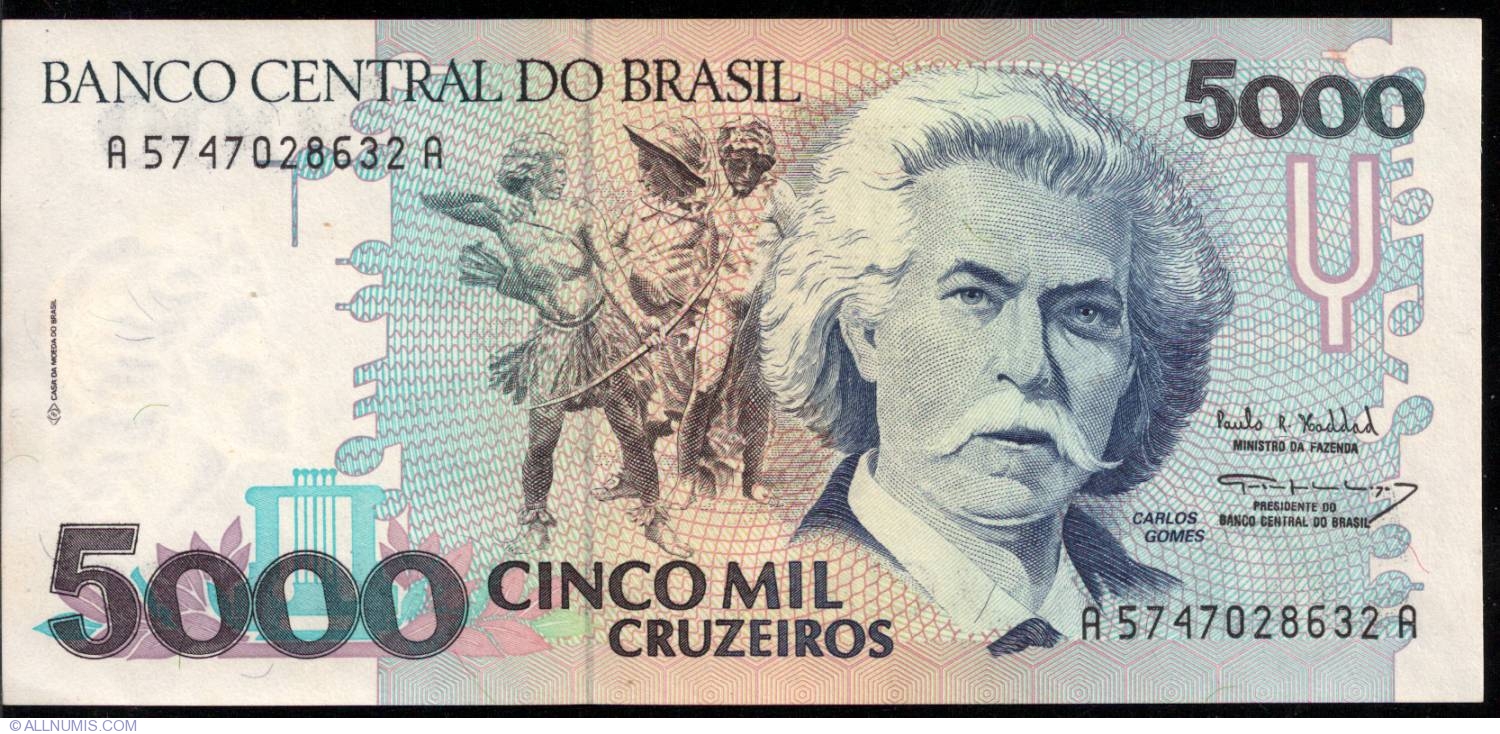 BANCO CENTRAL DO BRASIL
5000
A 5747028632 A
CASA DA MOEDA DO BRASIL
Paulo R. Haddad
MINISTRO DA FAZENDA
PRESIDENTE DO
BANCO CENTRAL DO BRASIL
CARLOS
GOMES
5000
CINCO MIL
CRUZEIROS
A 5747028632 A
© ALLNUMIS.COM